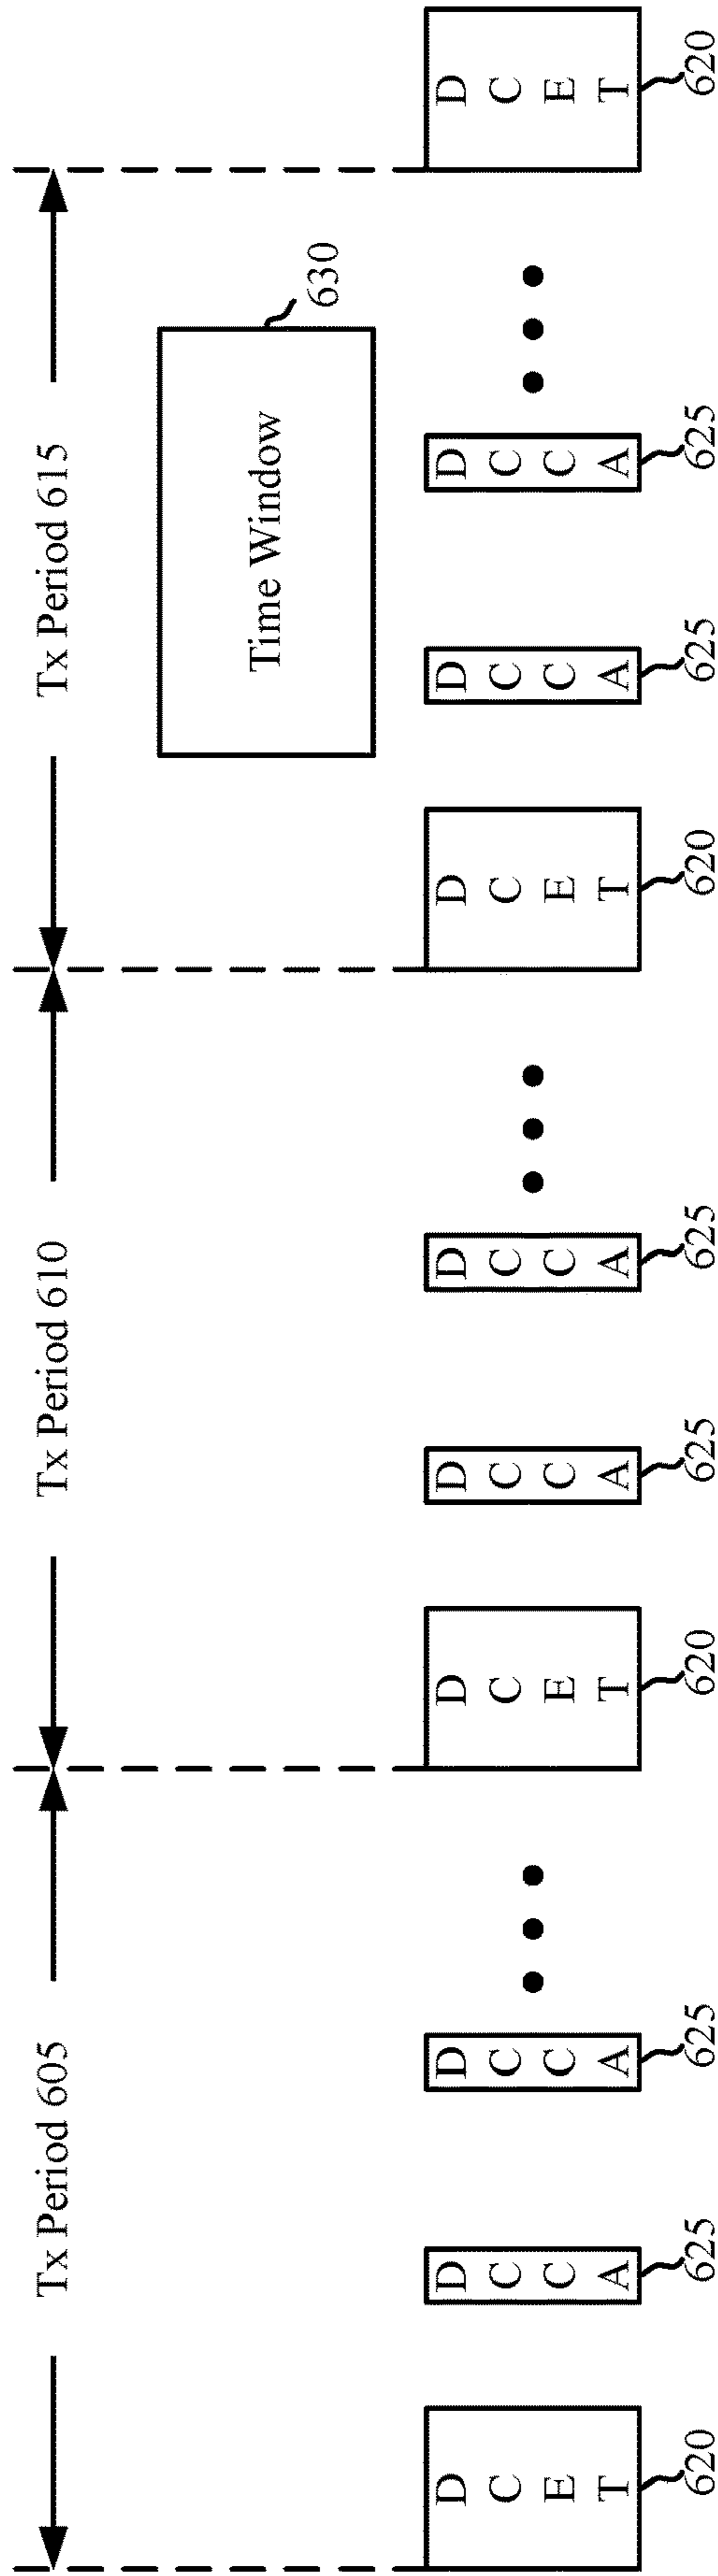 Tx Period 605
Tx Period 610
Tx Period 615
Time Window
630
DCET
DCCA
DCCA
DCET
DCCA
DCCA
DCET
DCCA
DCCA
DCET
620
625
625
620
625
625
620
625
625
620